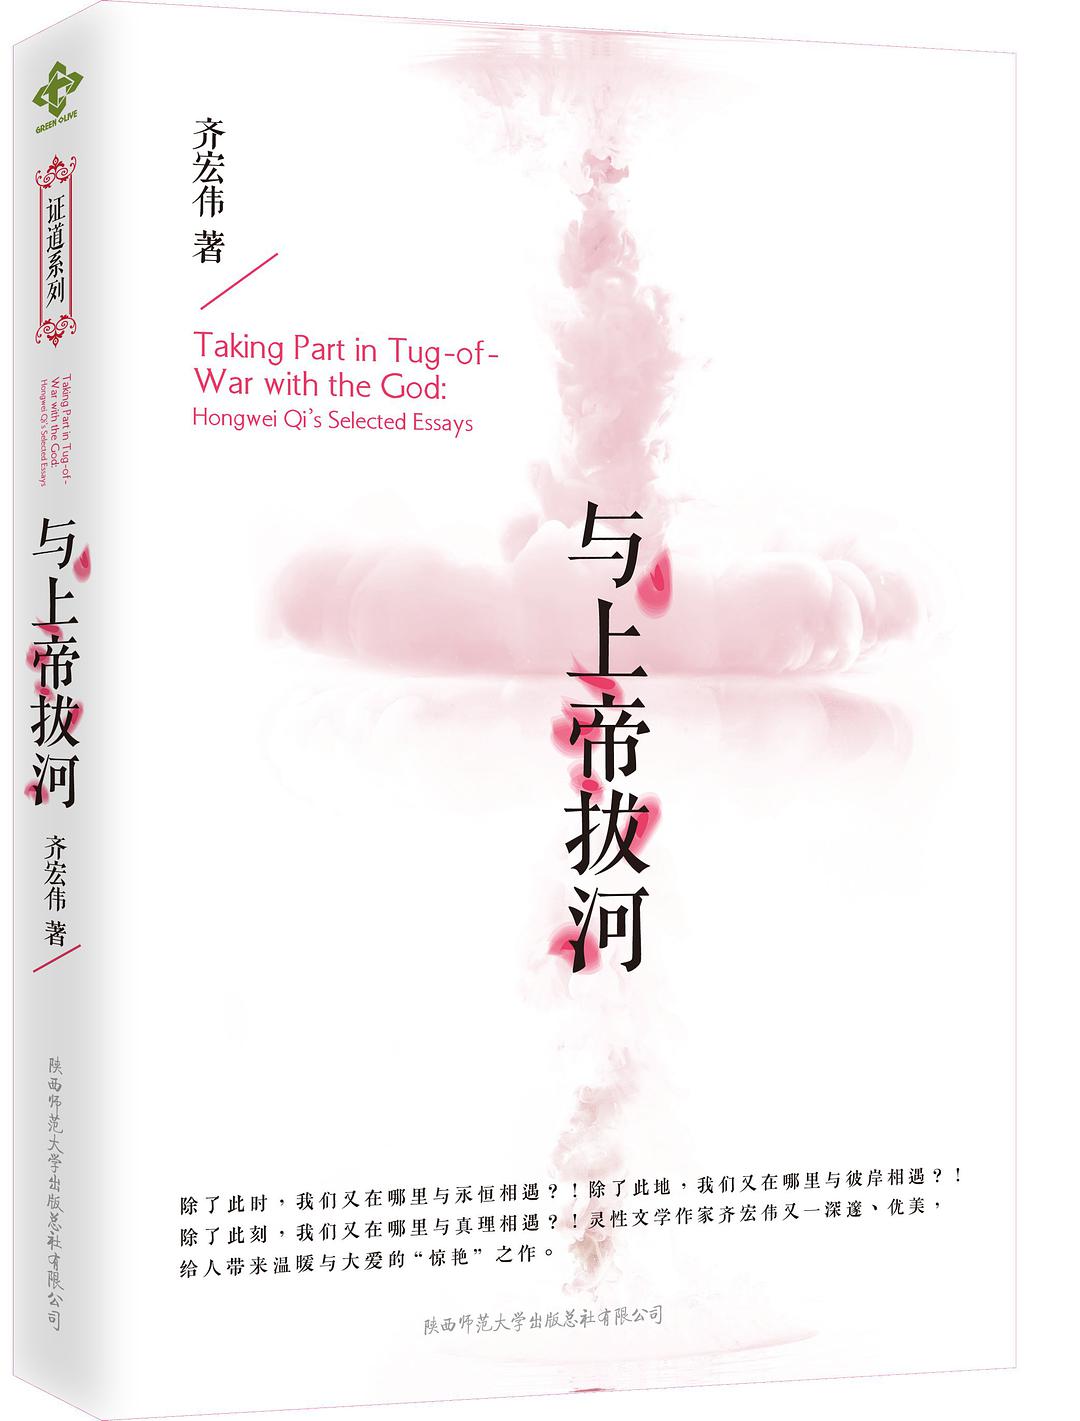 GREEN OLIVE
证道系列
Taking Part in Tug-of-
War with the God:
Hongwei Qi's Selected Essays
与上帝拔河
齐宏伟 著
陕西师范大学出版总社有限公司
齐宏伟 著
Taking Part in Tug-of-
War with the God:
Hongwei Qi's Selected Essays
与上帝拔河
除了此时，我们又在哪里与永恒相遇？！除了此地，我们又在哪里与彼岸相遇？！
除了此刻，我们又在哪里与真理相遇？！灵性文学作家齐宏伟又一深邃、优美，
给人带来温暖与大爱的“惊艳”之作。
陕西师范大学出版总社有限公司